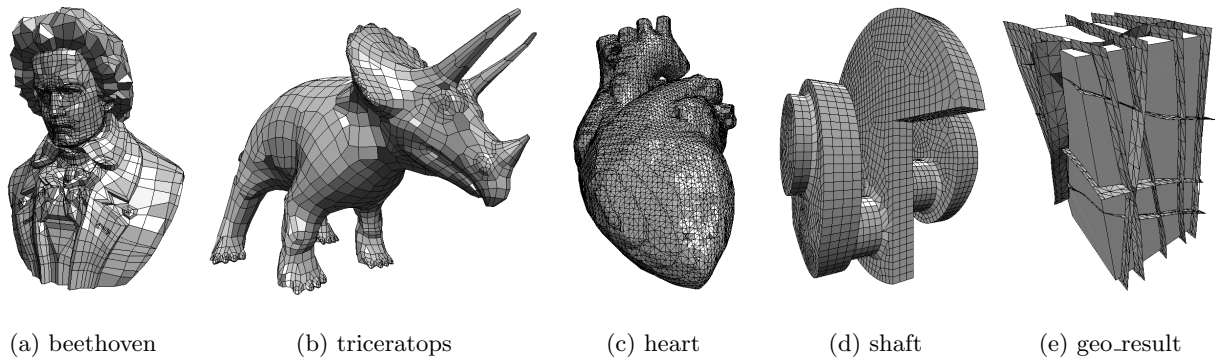 (a) beethoven
(b) triceratops
(c) heart
(d) shaft
(e) geo_result